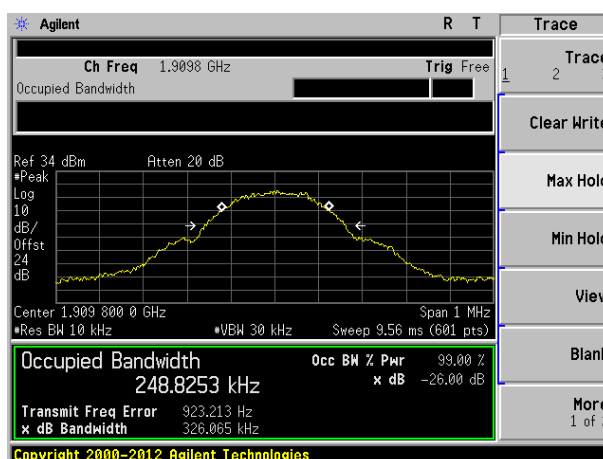 Agilent R T Trace
Ch Freq 1.9098 GHz Trig Free
Occupied Bandwidth
Trace
1 2
Clear Write
Max Hold
Min Hold
View
Blank
More
1 of
Ref 34 dBm Atten 20 dB
#Peak
Log
10
dB/
Offst
24
dB
Center 1.909 800 0 GHz Span 1 MHz
#Res BW 10 kHz #VBW 30 kHz Sweep 9.56 ms (601 pts)
Occupied Bandwidth Occ BW % Pwr 99.00 %
248.8253 kHz x dB -26.00 dB
Transmit Freq Error 923.213 Hz
x dB Bandwidth 326.065 kHz
Copyright 2000-2012 Agilent Technologies